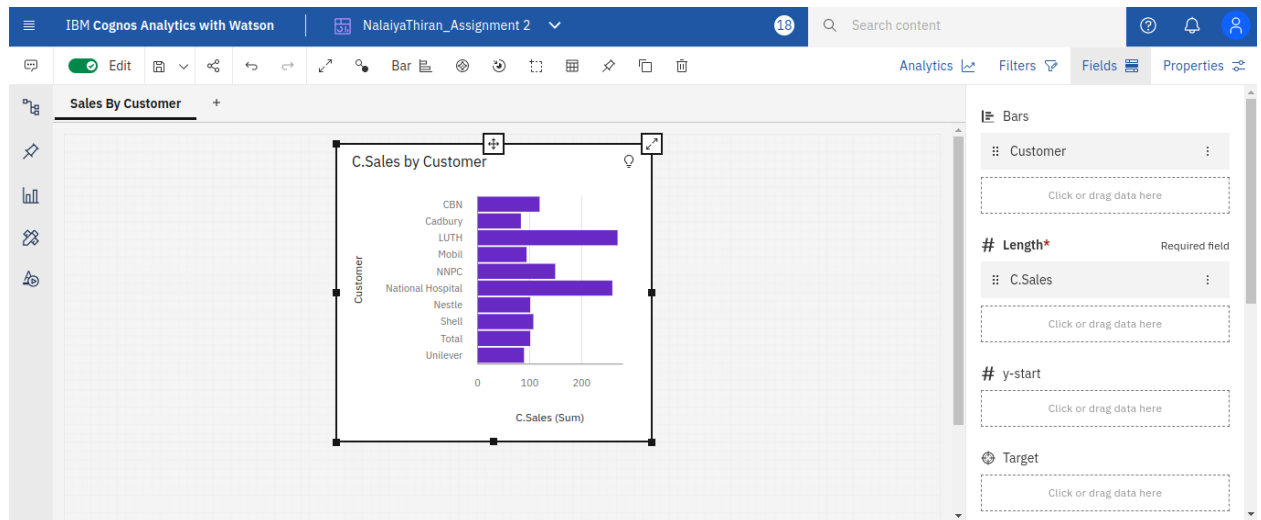 IBM Cognos Analytics with Watson
NalaiyaThiran_Assignment 2
18
Search content
Edit
Bar
Analytics
Filters
Fields
Properties
Sales By Customer
+
C.Sales by Customer
Customer
CBN
Cadbury
LUTH
Mobil
NNPC
National Hospital
Nestle
Shell
Total
Unilever
0 100 200
C.Sales (Sum)
Bars
Customer
Click or drag data here
# Length*
Required field
C.Sales
Click or drag data here
# y-start
Click or drag data here
Target
Click or drag data here